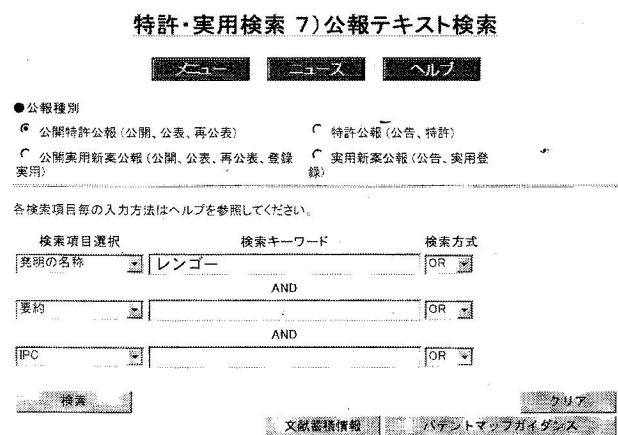 特許・実用検索 7)公報テキスト検索
メニュー ニュース ヘルプ
●公報種別
公開特許公報(公開、公表、再公表) 特許公報(公告、特許)
公開実用新案公報(公開、公表、再公表、登録 実用新案公報(公告、実用登
実用) 録)
各検索項目毎の入力方法はヘルプを参照してください。
検索項目選択 検索キーワード 検索方式
発明の名称 レンゴー OR
AND
要約 OR
AND
IPC OR
検索 クリア
文献蓄積情報 パテントマップガイダンス